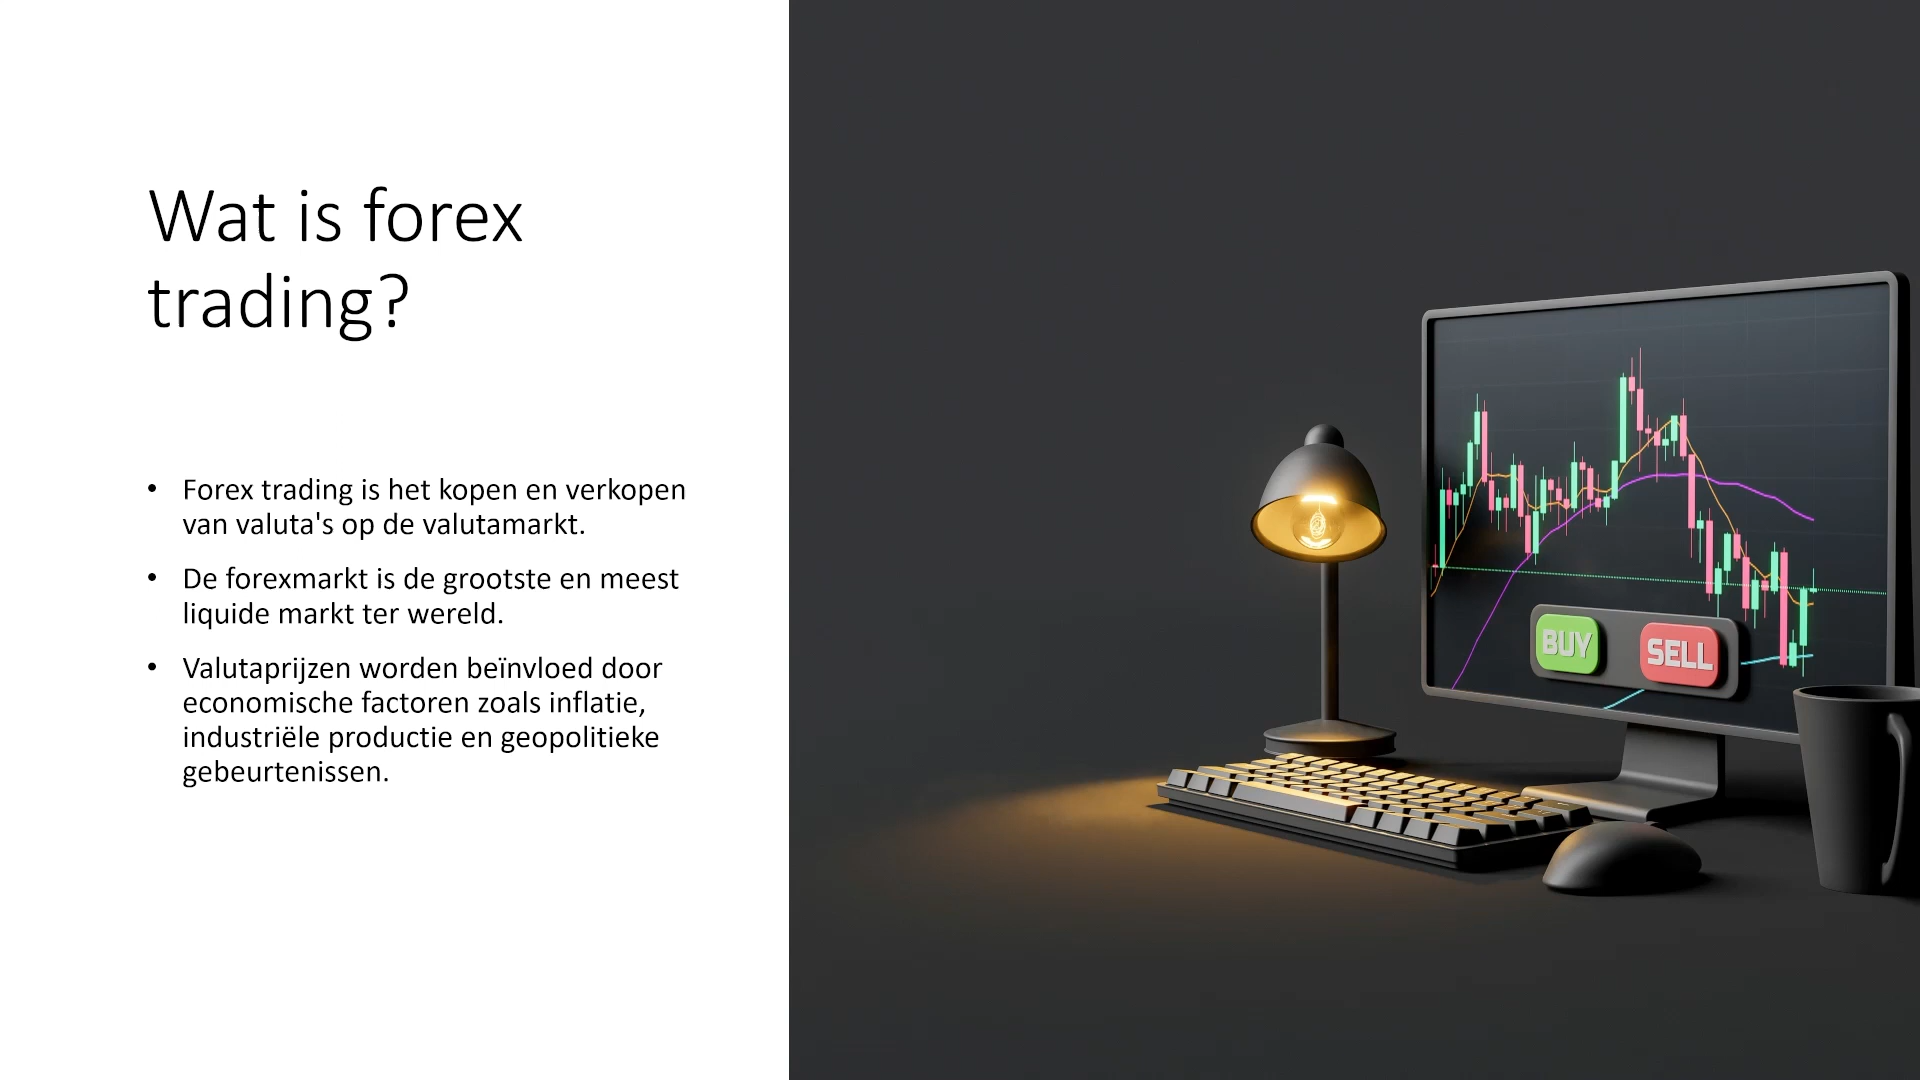 Wat is forex
trading?
• Forex trading is het kopen en verkopen
van valuta's op de valutamarkt.
• De forexmarkt is de grootste en meest
liquide markt ter wereld.
• Valutaprijzen worden beïnvloed door
economische factoren zoals inflatie,
industriële productie en geopolitieke
gebeurtenissen.
BUY
SELL